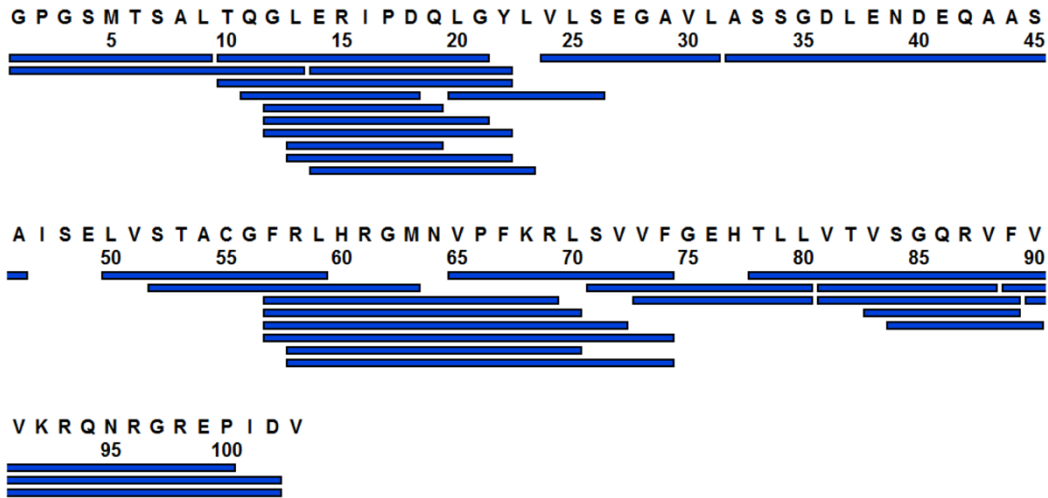 G P G S M T S A L T Q G L E R I P D Q L G Y L V L S E G A V L A S S G D L E N D E Q A A S
5 10 15 20 25 30 35 40 45
A I S E L V S T A C G F R L H R G M N V P F K R L S V V F G E H T L L V T V S G Q R V F V
50 55 60 65 70 75 80 85 90
V K R Q N R G R E P I D V
95 100